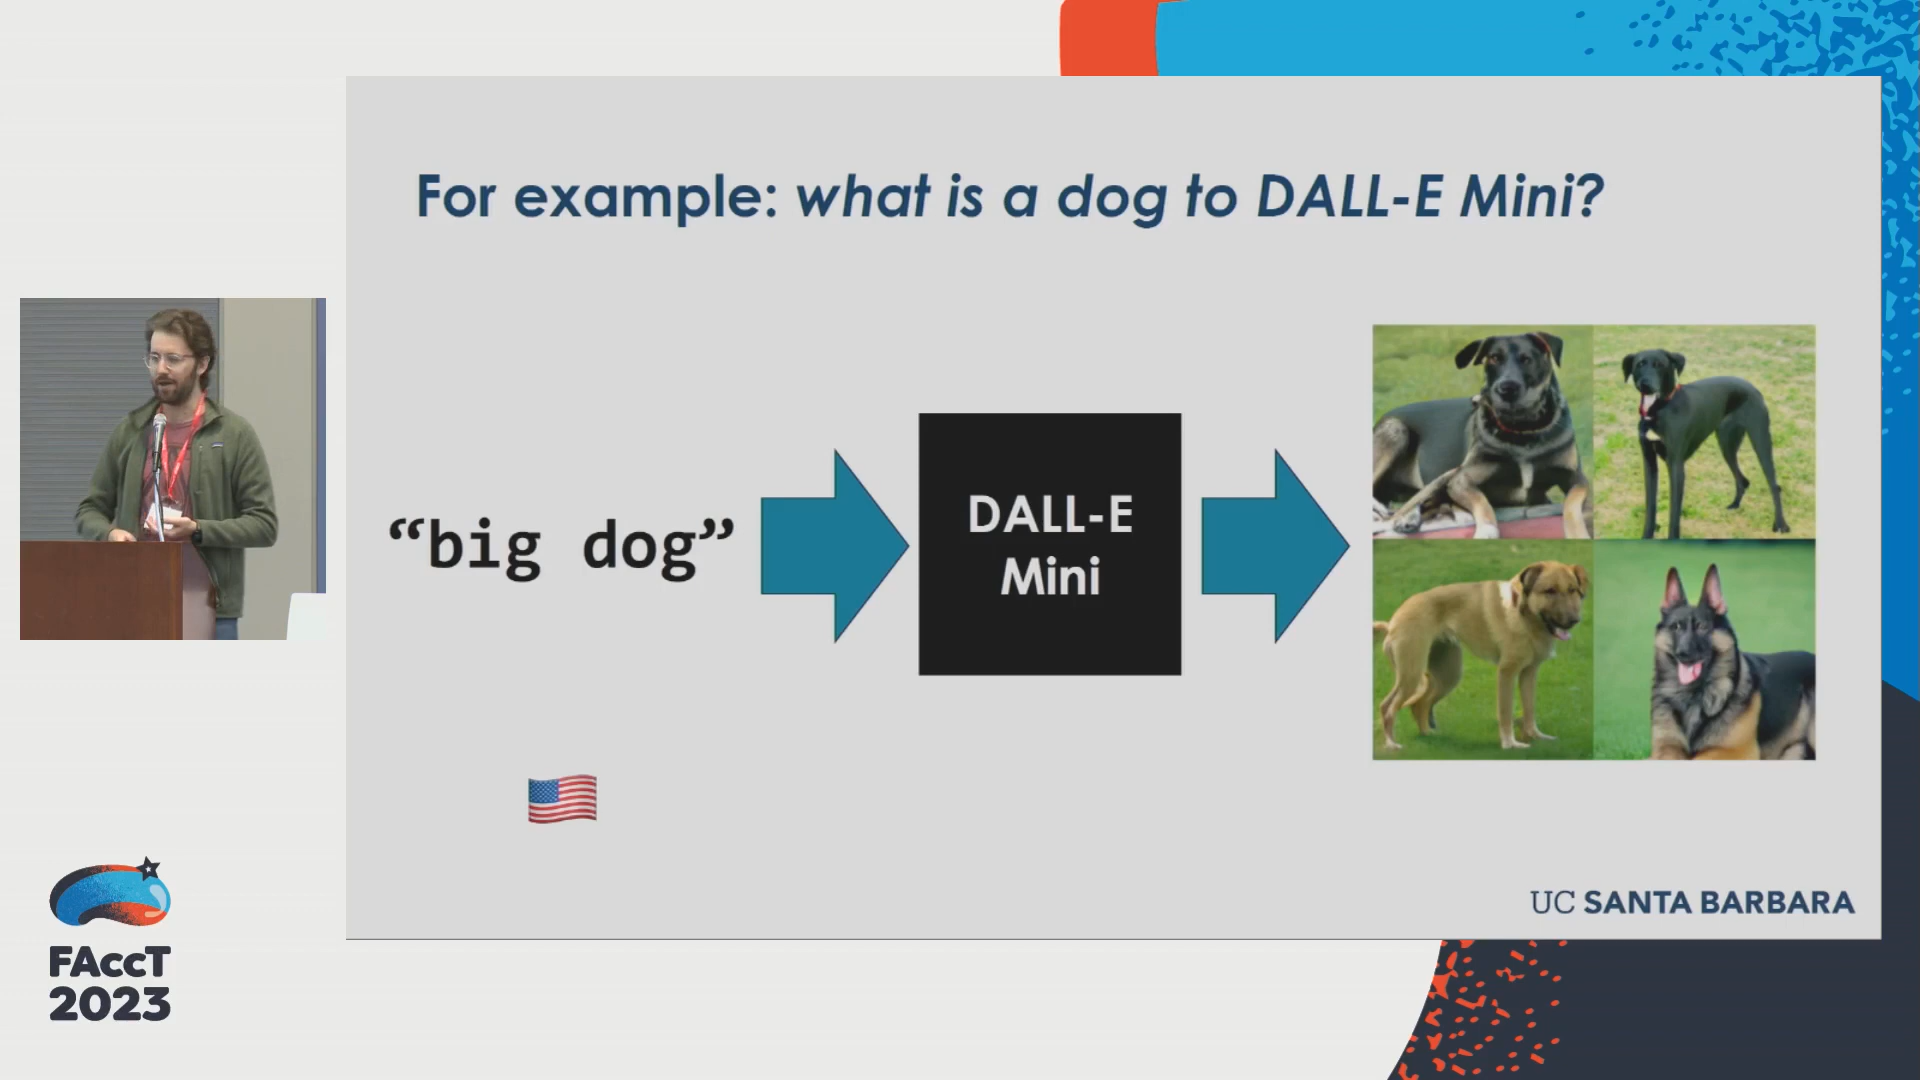 For example: what is a dog to DALL-E Mini?
“big dog”
DALL-E
Mini
UC SANTA BARBARA
FAccT
2023